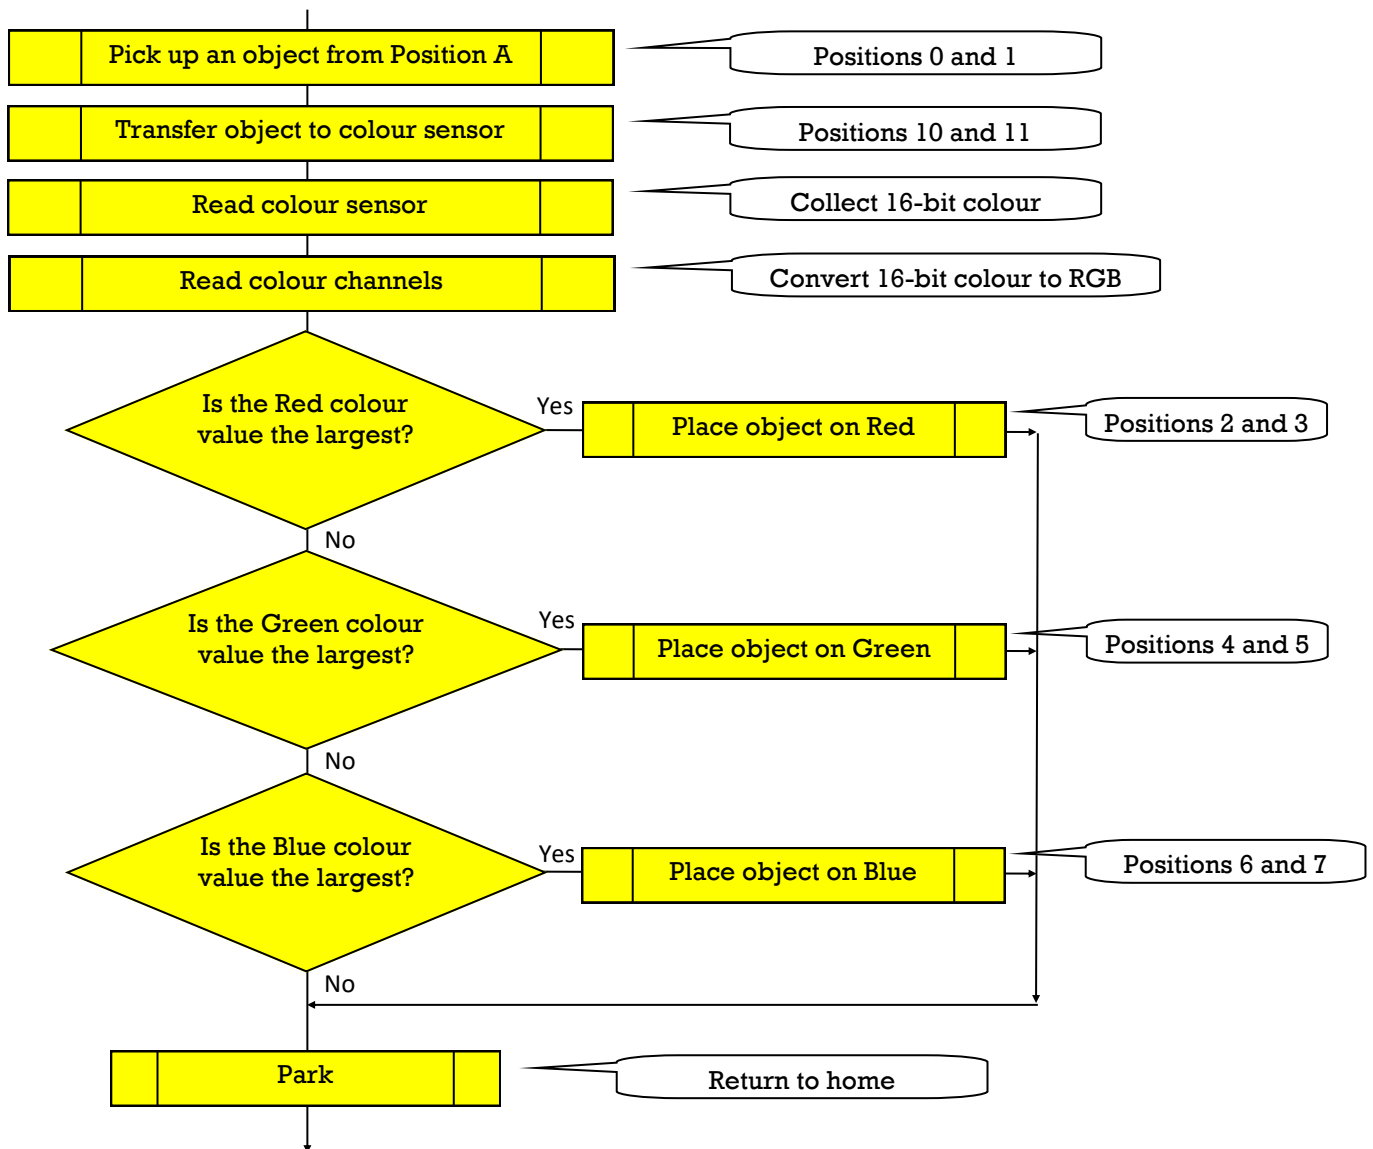 Pick up an object from Position A
Positions 0 and 1
Transfer object to colour sensor
Positions 10 and 11
Read colour sensor
Collect 16-bit colour
Read colour channels
Convert 16-bit colour to RGB
Is the Red colour
value the largest?
Yes
Place object on Red
Positions 2 and 3
No
Is the Green colour
value the largest?
Yes
Place object on Green
Positions 4 and 5
No
Is the Blue colour
value the largest?
Yes
Place object on Blue
Positions 6 and 7
No
Park
Return to home